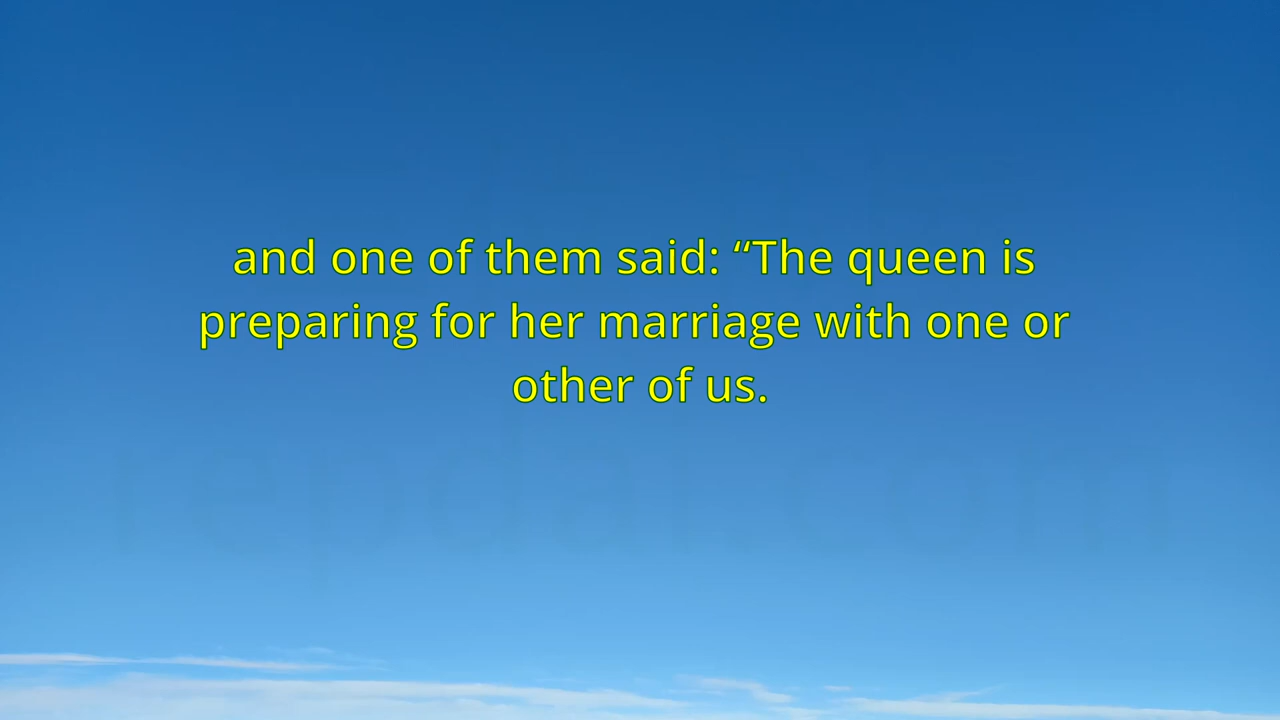 and one of them said: “The queen is
preparing for her marriage with one or
other of us.